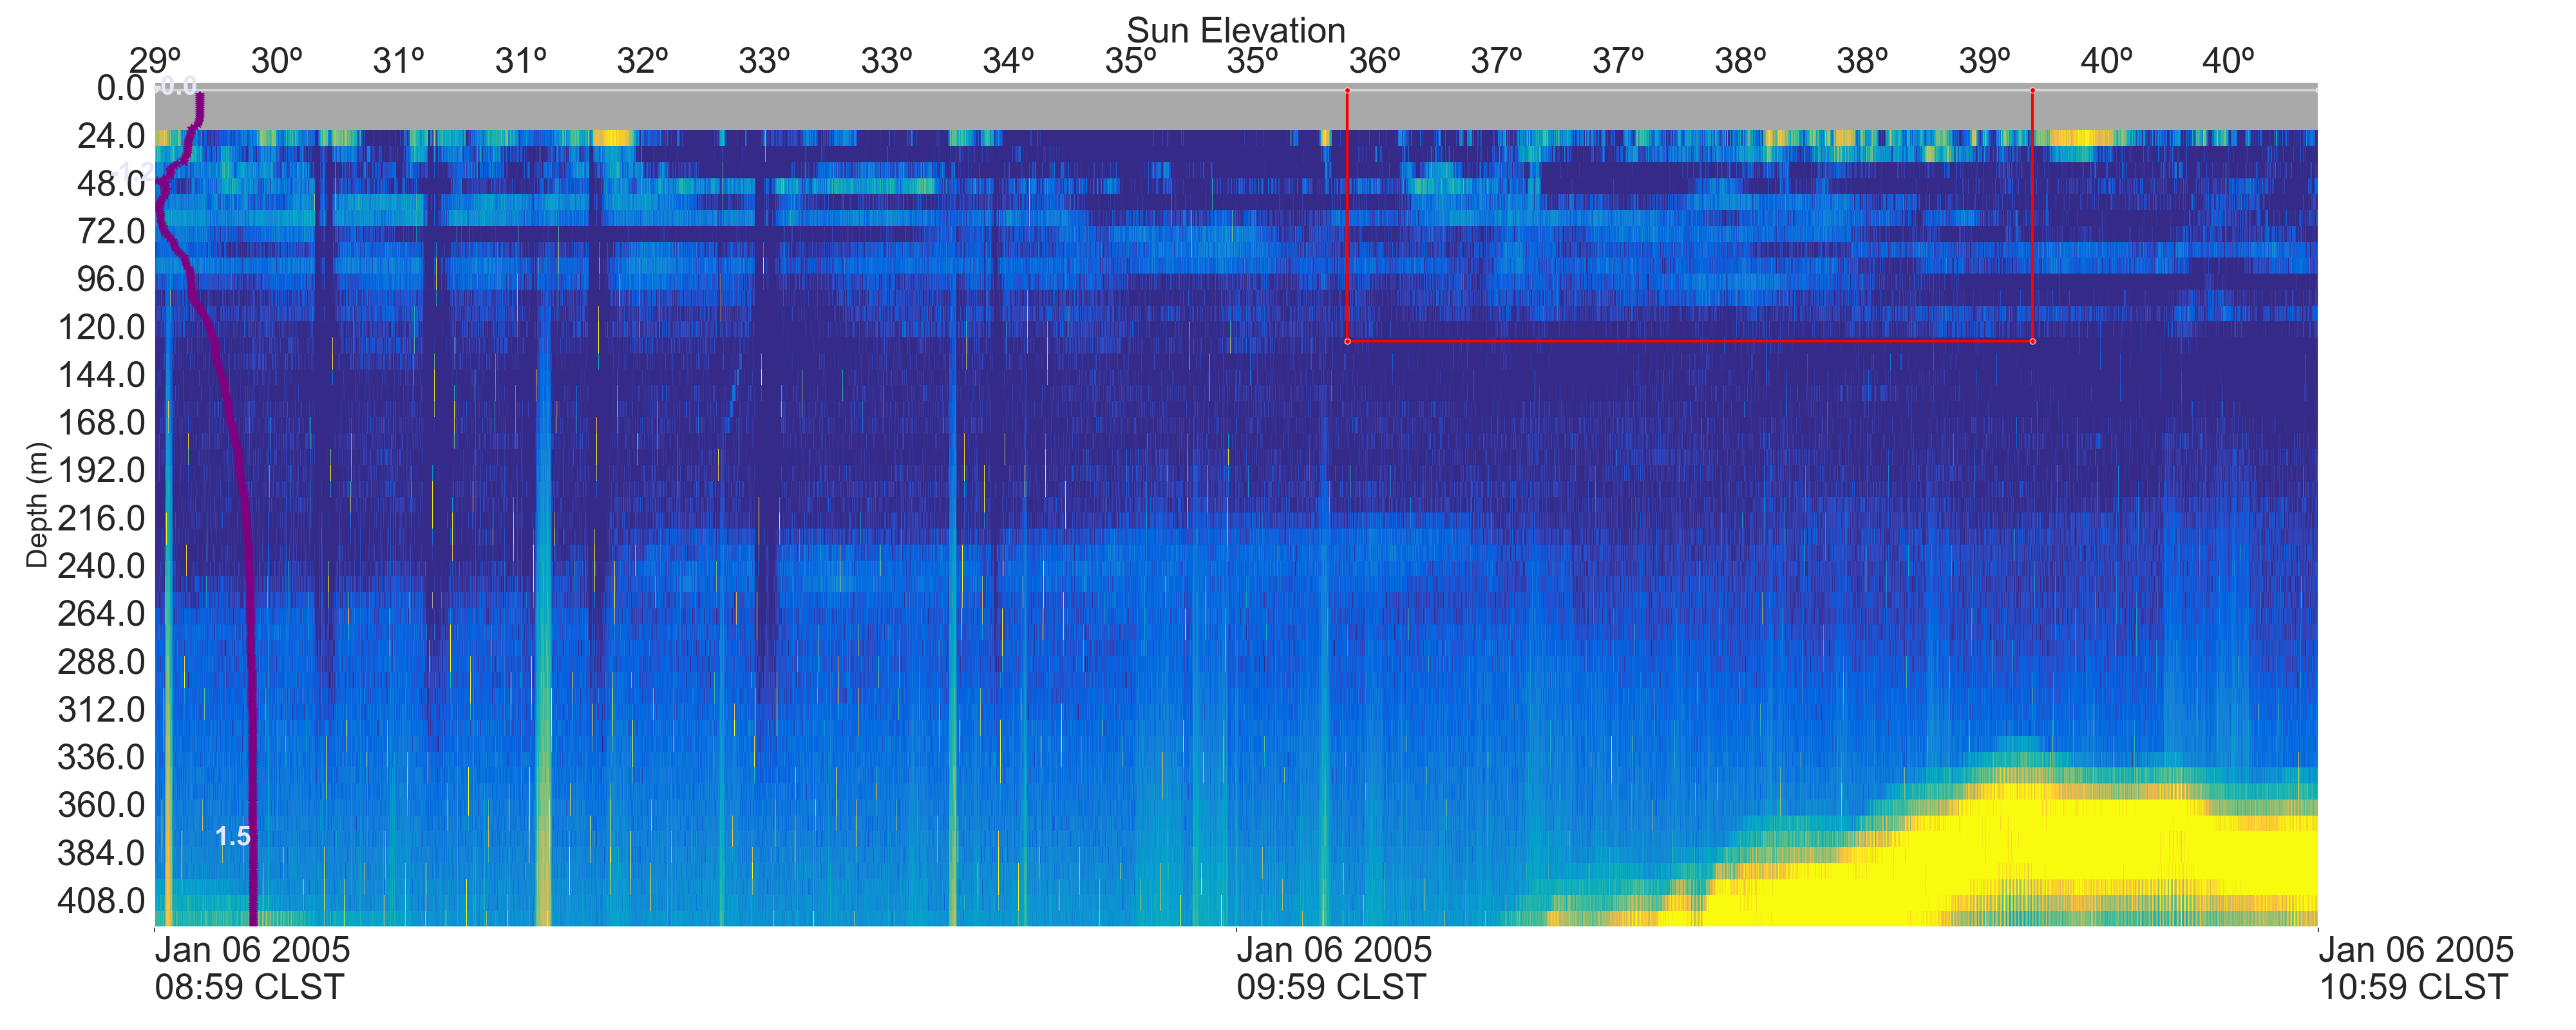 Sun Elevation
29º 30º 31º 31º 32º 33º 33º 34º 35º 35º 36º 37º 37º 38º 38º 39º 40º 40º
0.0
-0.0
24.0
-1.2
48.0
72.0
96.0
120.0
144.0
168.0
192.0
216.0
240.0
264.0
288.0
312.0
336.0
360.0
1.5
384.0
408.0
Depth (m)
Jan 06 2005
08:59 CLST
Jan 06 2005
09:59 CLST
Jan 06 2005
10:59 CLST